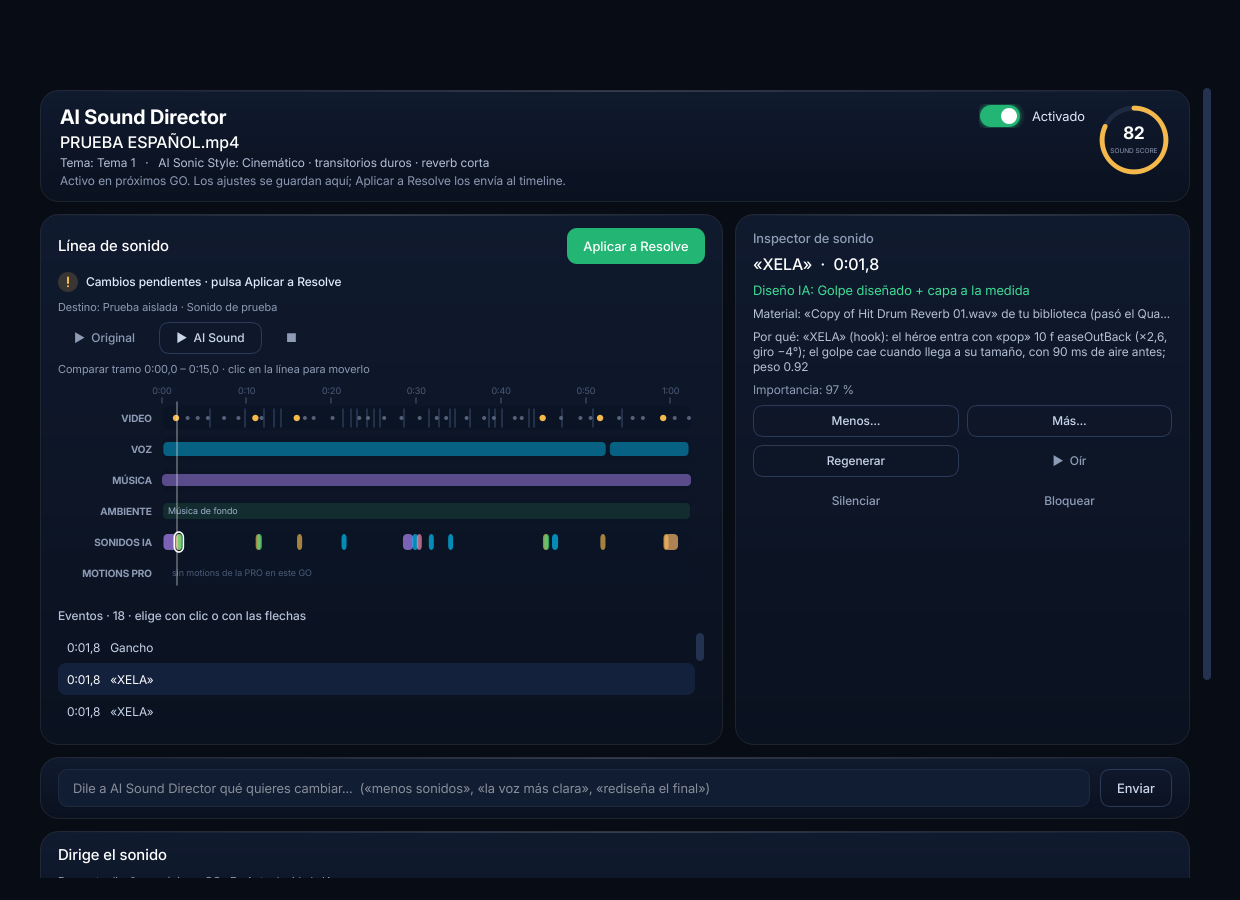 AI Sound Director
PRUEBA ESPAÑOL.mp4
Tema: Tema 1 · AI Sonic Style: Cinemático · transitorios duros · reverb corta
Activo en próximos GO. Los ajustes se guardan aquí; Aplicar a Resolve los envía al timeline.
Activado
82
SOUND SCORE
Línea de sonido
Aplicar a Resolve
! Cambios pendientes · pulsa Aplicar a Resolve
Destino: Prueba aislada · Sonido de prueba
Original
AI Sound
Comparar tramo 0:00,0 – 0:15,0 · clic en la línea para moverlo
0:00 0:10 0:20 0:30 0:40 0:50 1:00
VIDEO
VOZ
MÚSICA
AMBIENTE
Música de fondo
SONIDOS IA
MOTIONS PRO
sin motions de la PRO en este GO
Eventos · 18 · elige con clic o con las flechas
0:01,8 Gancho
0:01,8 «XELA»
0:01,8 «XELA»
Inspector de sonido
«XELA» · 0:01,8
Diseño IA: Golpe diseñado + capa a la medida
Material: «Copy of Hit Drum Reverb 01.wav» de tu biblioteca (pasó el Qua...
Por qué: «XELA» (hook): el héroe entra con «pop» 10 f easeOutBack (×2,6,
giro −4°); el golpe cae cuando llega a su tamaño, con 90 ms de aire antes;
peso 0.92
Importancia: 97 %
Menos...
Más...
Regenerar
Oír
Silenciar
Bloquear
Dile a AI Sound Director qué quieres cambiar... («menos sonidos», «la voz más clara», «rediseña el final»)
Enviar
Dirige el sonido